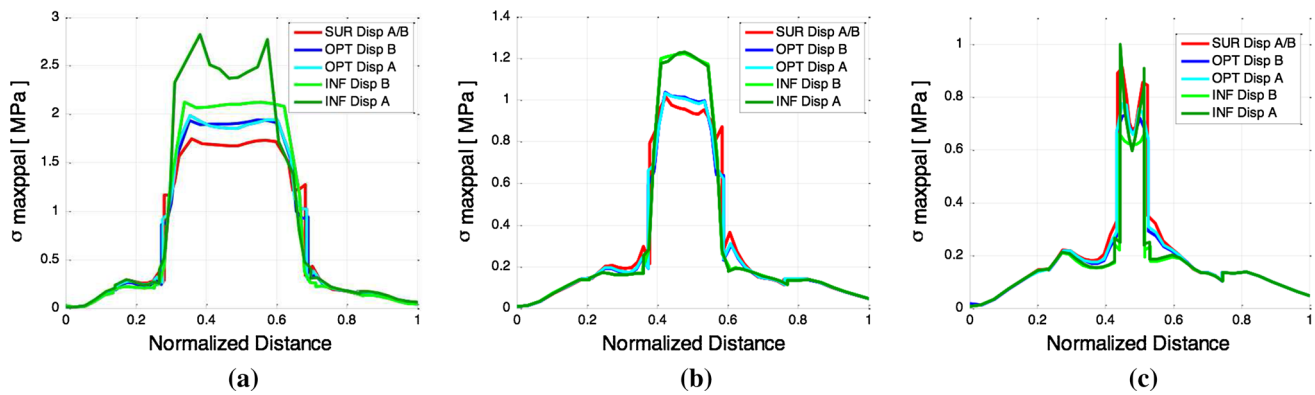 3
2.5
2
1.5
1
0.5
0
0
0.2
0.4
0.6
0.8
1
σ maxppal [ MPa]
Normalized Distance
SUR Disp A/B
OPT Disp B
OPT Disp A
INF Disp B
INF Disp A
(a)
1.4
1.2
1
0.8
0.6
0.4
0.2
0
0
0.2
0.4
0.6
0.8
1
σ maxppal [ MPa]
Normalized Distance
SUR Disp A/B
OPT Disp B
OPT Disp A
INF Disp B
INF Disp A
(b)
1
0.8
0.6
0.4
0.2
0
0
0.2
0.4
0.6
0.8
1
σ maxppal [ MPa]
Normalized Distance
SUR Disp A/B
OPT Disp B
OPT Disp A
INF Disp B
INF Disp A
(c)